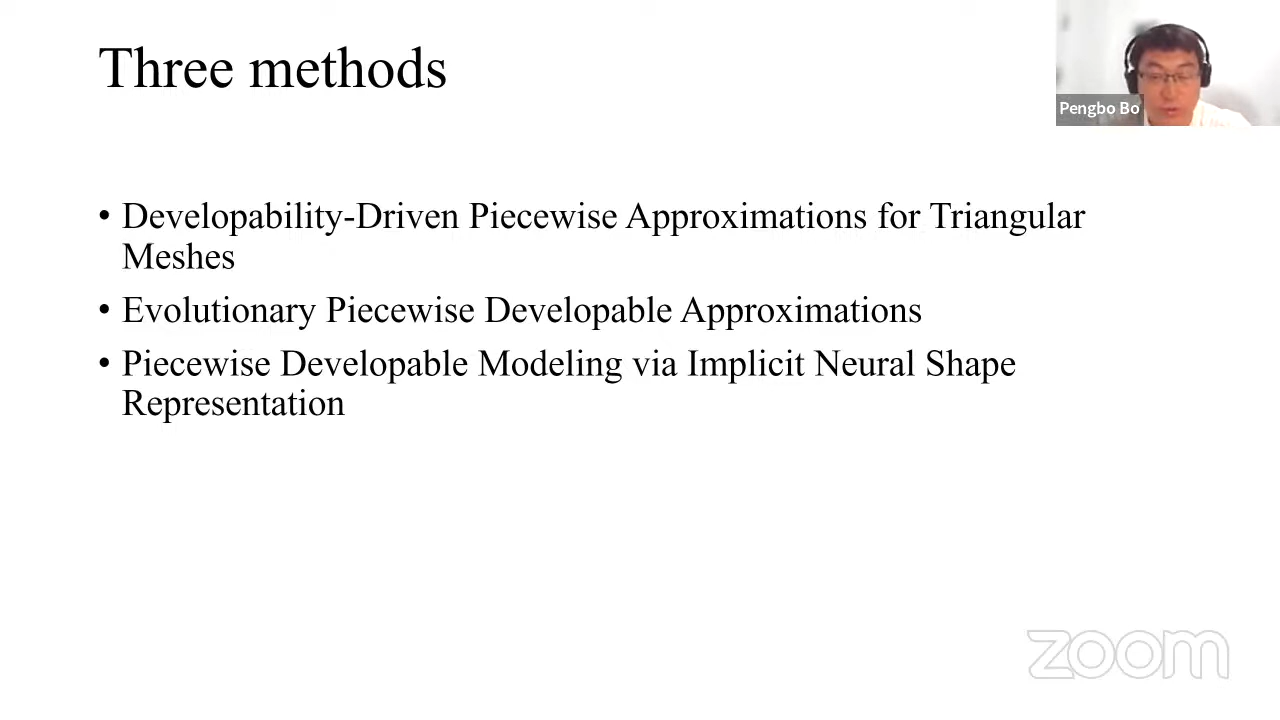 Three methods
Pengbo Bo
• Developability-Driven Piecewise Approximations for Triangular
Meshes
• Evolutionary Piecewise Developable Approximations
• Piecewise Developable Modeling via Implicit Neural Shape
Representation
zoom